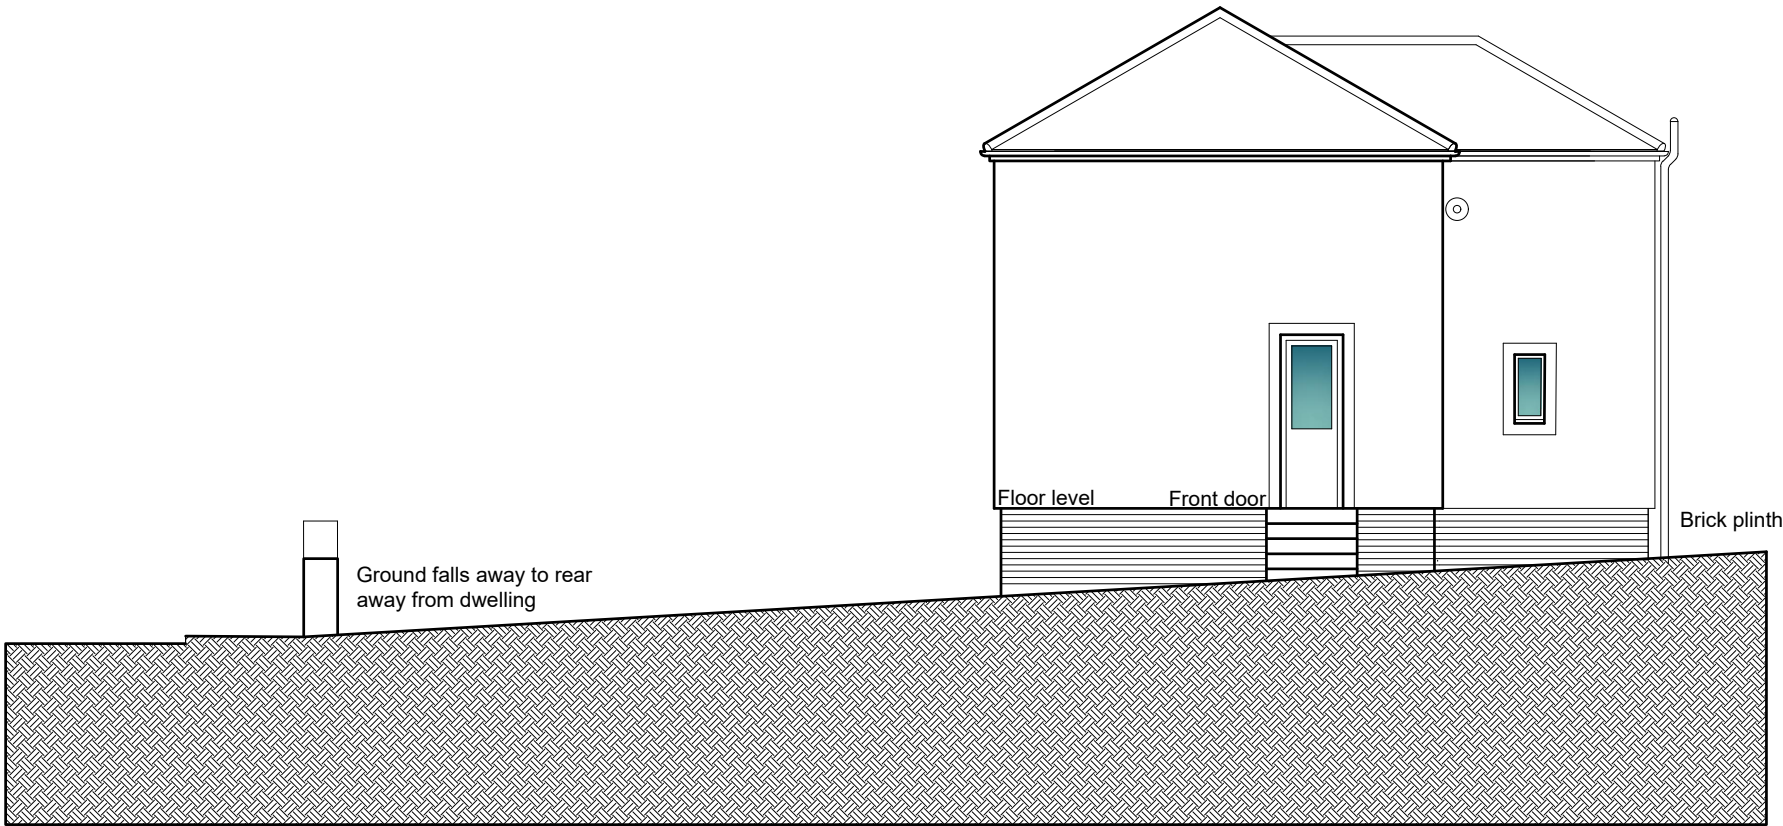 Floor level
Front door
Brick plinth
Ground falls away to rear
away from dwelling